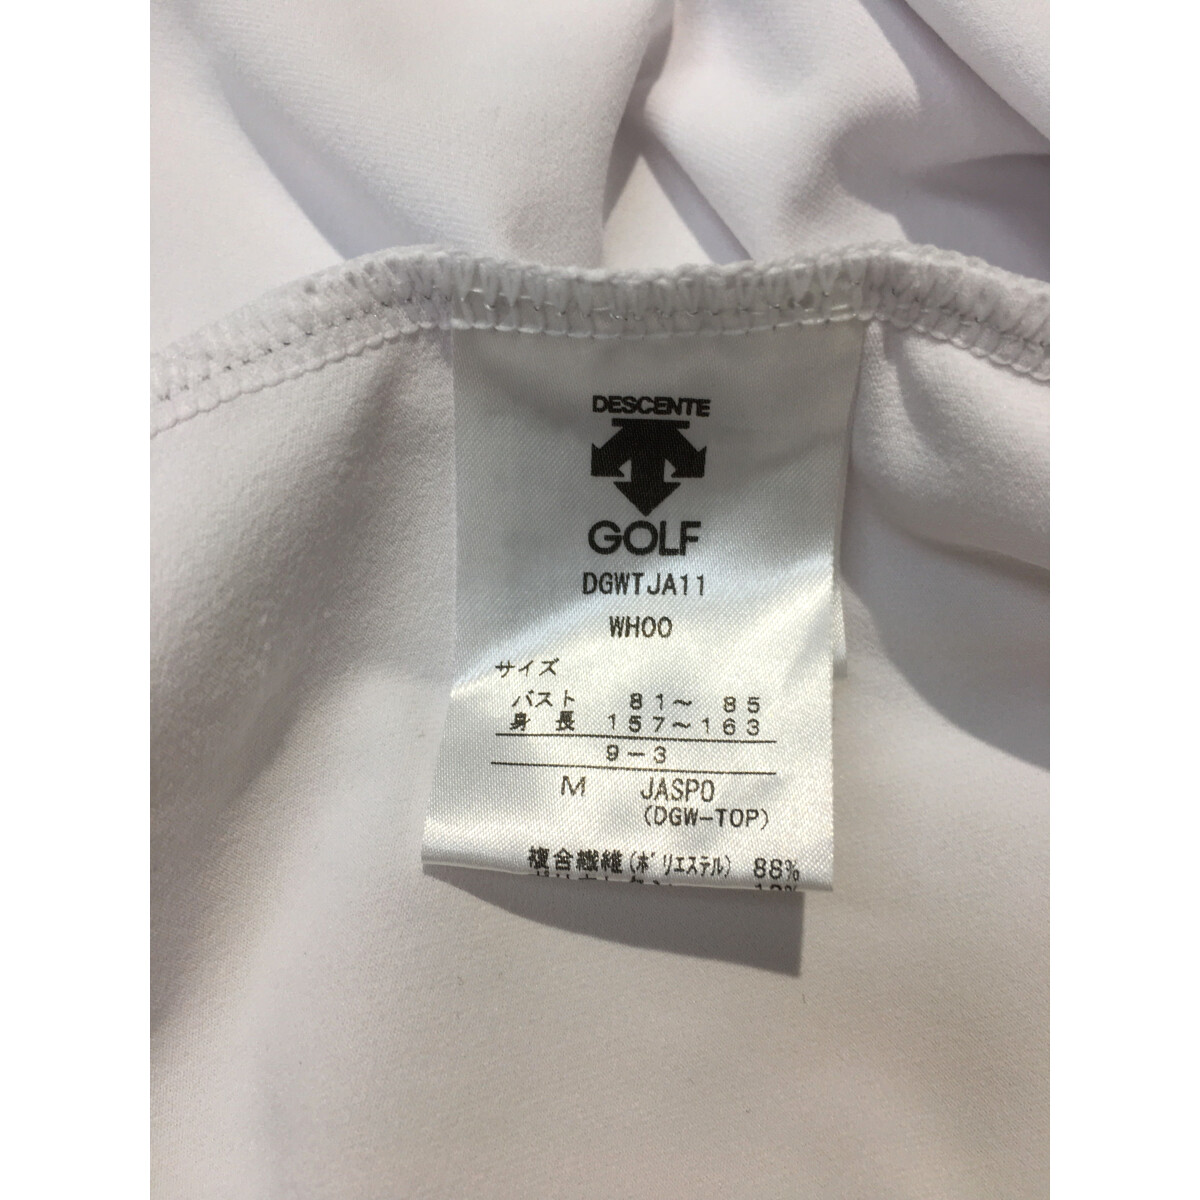 DESCENTE
GOLF
DGWTJA11
WH00
サイズ
バスト 81～ 85
身長 157～163
9-3
M JASPO
(DGW-TOP)
複合繊維(ポリエステル) 88%